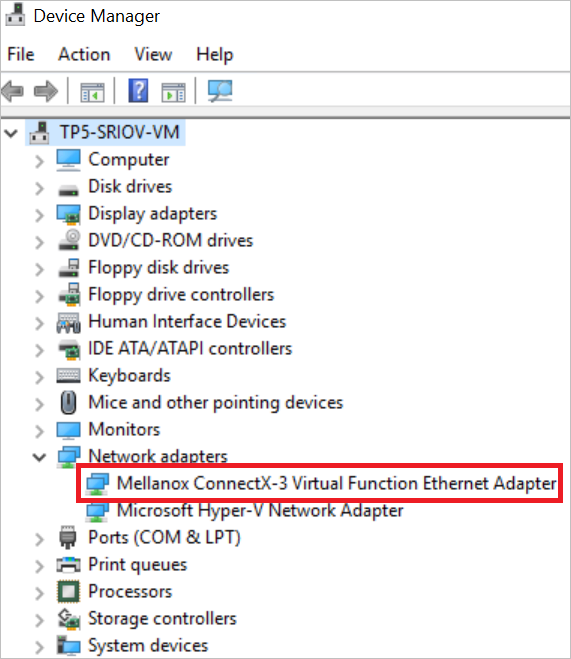 Device Manager
File Action View Help
?
TP5-SRIOV-VM
Computer
Disk drives
Display adapters
DVD/CD-ROM drives
Floppy disk drives
Floppy drive controllers
Human Interface Devices
IDE ATA/ATAPI controllers
Keyboards
Mice and other pointing devices
Monitors
Network adapters
Mellanox ConnectX-3 Virtual Function Ethernet Adapter
Microsoft Hyper-V Network Adapter
Ports (COM & LPT)
Print queues
Processors
Storage controllers
System devices